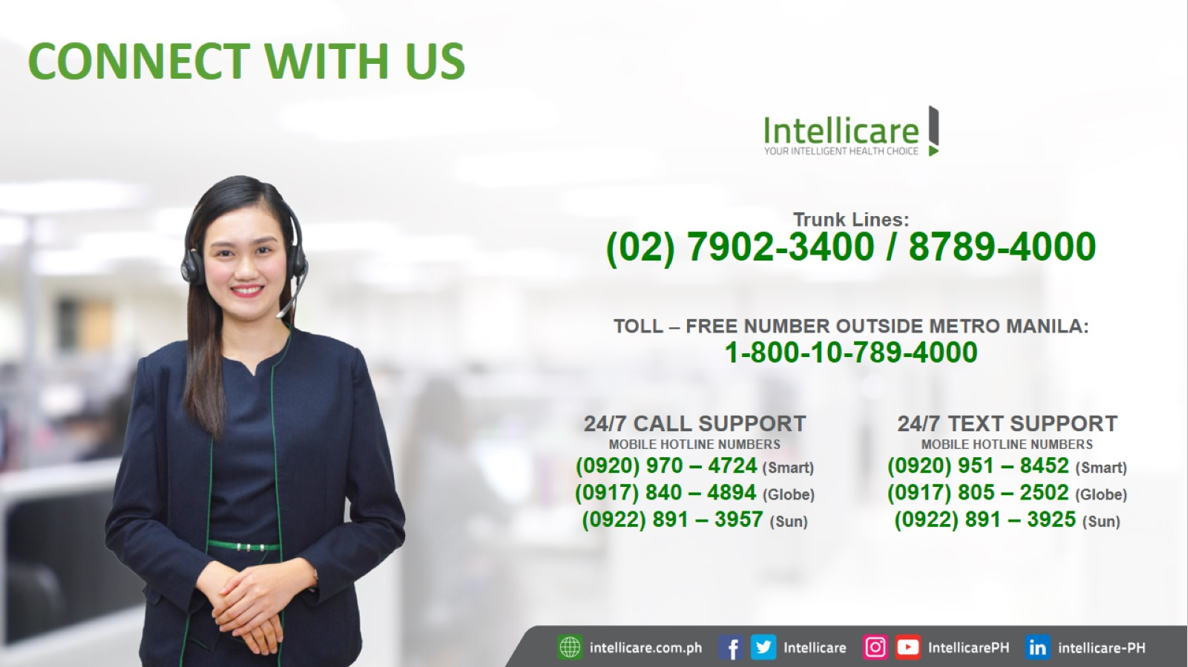 CONNECT WITH US
Intellicare
YOUR INTELLIGENT HEALTH CHOICE
Trunk Lines:
(02) 7902-3400 / 8789-4000
TOLL – FREE NUMBER OUTSIDE METRO MANILA:
1-800-10-789-4000
24/7 CALL SUPPORT
MOBILE HOTLINE NUMBERS
(0920) 970 – 4724 (Smart)
(0917) 840 – 4894 (Globe)
(0922) 891 – 3957 (Sun)
24/7 TEXT SUPPORT
MOBILE HOTLINE NUMBERS
(0920) 951 – 8452 (Smart)
(0917) 805 – 2502 (Globe)
(0922) 891 – 3925 (Sun)
intellicare.com.ph Intellicare IntellicarePH intellicare-PH